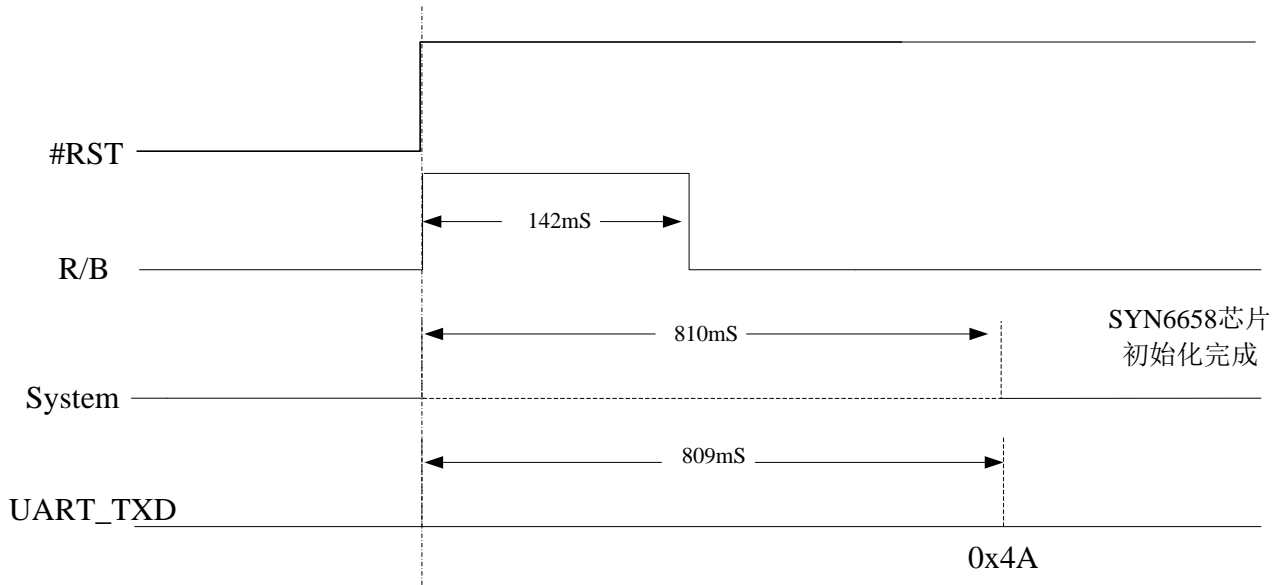 #RST
142mS
R/B
SYN6658芯片
初始化完成
810mS
System
809mS
UART_TXD
0x4A